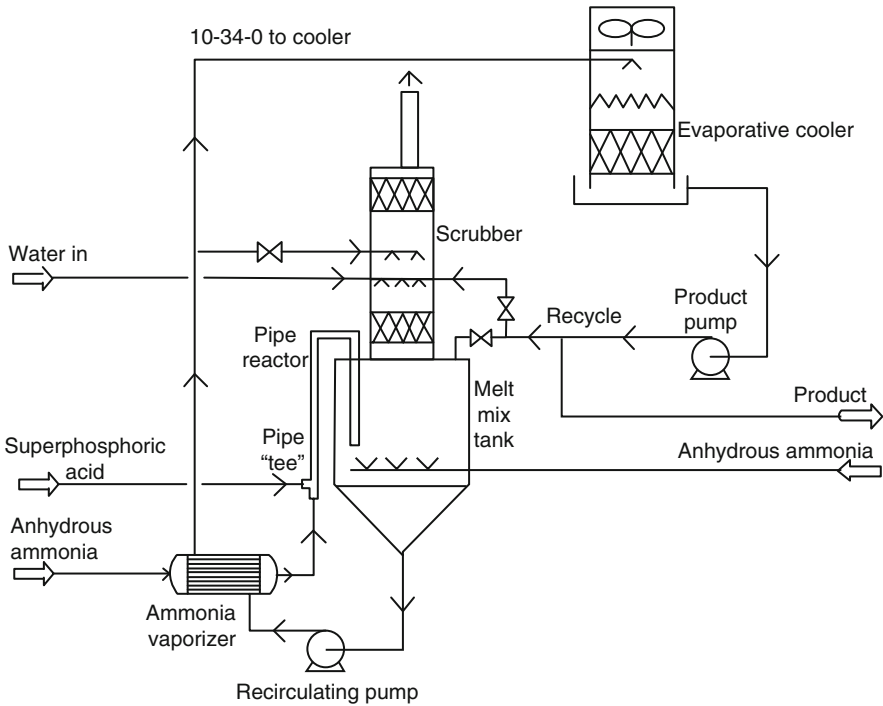 10-34-0 to cooler
Evaporative cooler
Scrubber
Water in
Product
pump
Recycle
Pipe
reactor
Melt
mix
tank
Product
Pipe
“tee”
Superphosphoric
acid
Anhydrous ammonia
Anhydrous
ammonia
Ammonia
vaporizer
Recirculating pump